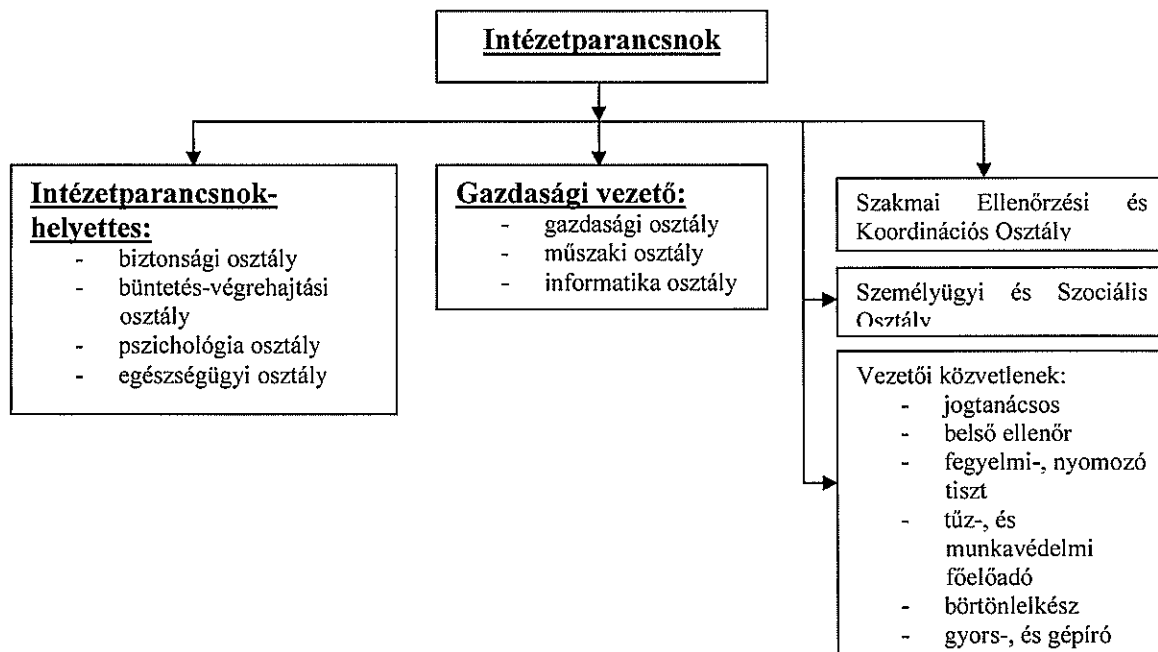 Intézetparancsnok
Intézetparancsnok-
helyettes:
- biztonsági osztály
- büntetés-végrehajtási
osztály
- pszichológia osztály
- egészségügyi osztály
Gazdasági vezető:
- gazdasági osztály
- műszaki osztály
- informatika osztály
Szakmai Ellenőrzési és
Koordinációs Osztály
Személyügyi és Szociális
Osztály
Vezetői közvetlenek:
- jogtanácsos
- belső ellenőr
- fegyelmi-, nyomozó
tiszt
- tűz-, és
munkavédelmi
főelőadó
- börtönlelkész
- gyors-, és gépíró